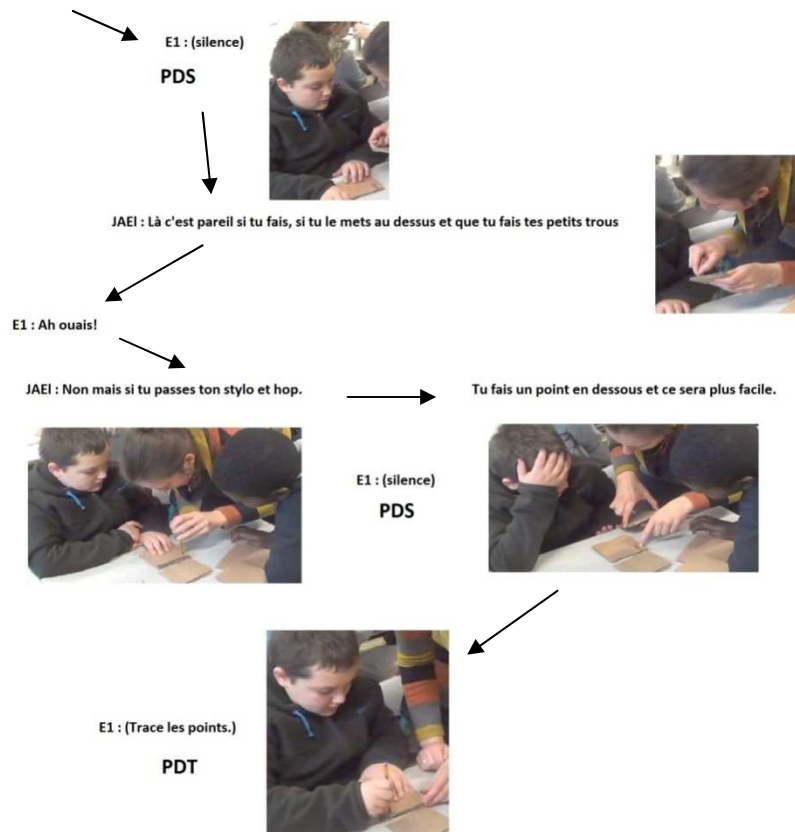 E1 : (silence)
PDS
JAEl : Là c'est pareil si tu fais, si tu le mets au dessus et que tu fais tes petits trous
E1 : Ah ouais!
JAEl : Non mais si tu passes ton stylo et hop.
Tu fais un point en dessous et ce sera plus facile.
E1 : (silence)
PDS
E1 : (Trace les points.)
PDT